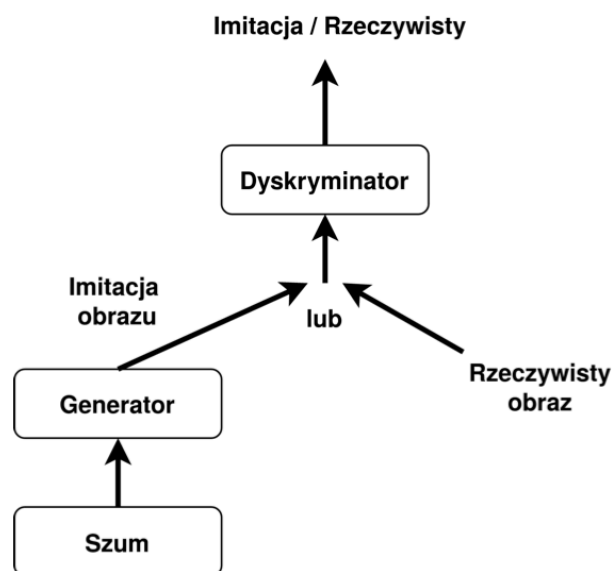 Imitacja / Rzeczywisty
Dyskryminator
Imitacja
obrazu
lub
Rzeczywisty
obraz
Generator
Szum